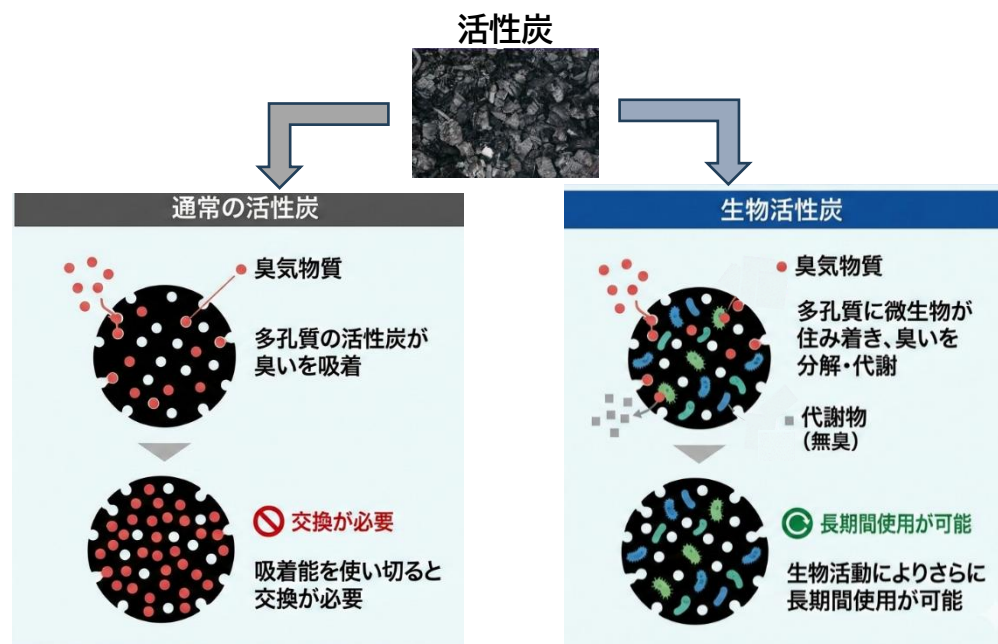 活性炭
通常の活性炭
臭気物質
多孔質の活性炭が
臭いを吸着
交換が必要
吸着能を使い切ると
交換が必要
生物活性炭
臭気物質
多孔質に微生物が
住み着き、臭いを
分解・代謝
代謝物
(無臭)
長期間使用が可能
生物活動によりさらに
長期間使用が可能